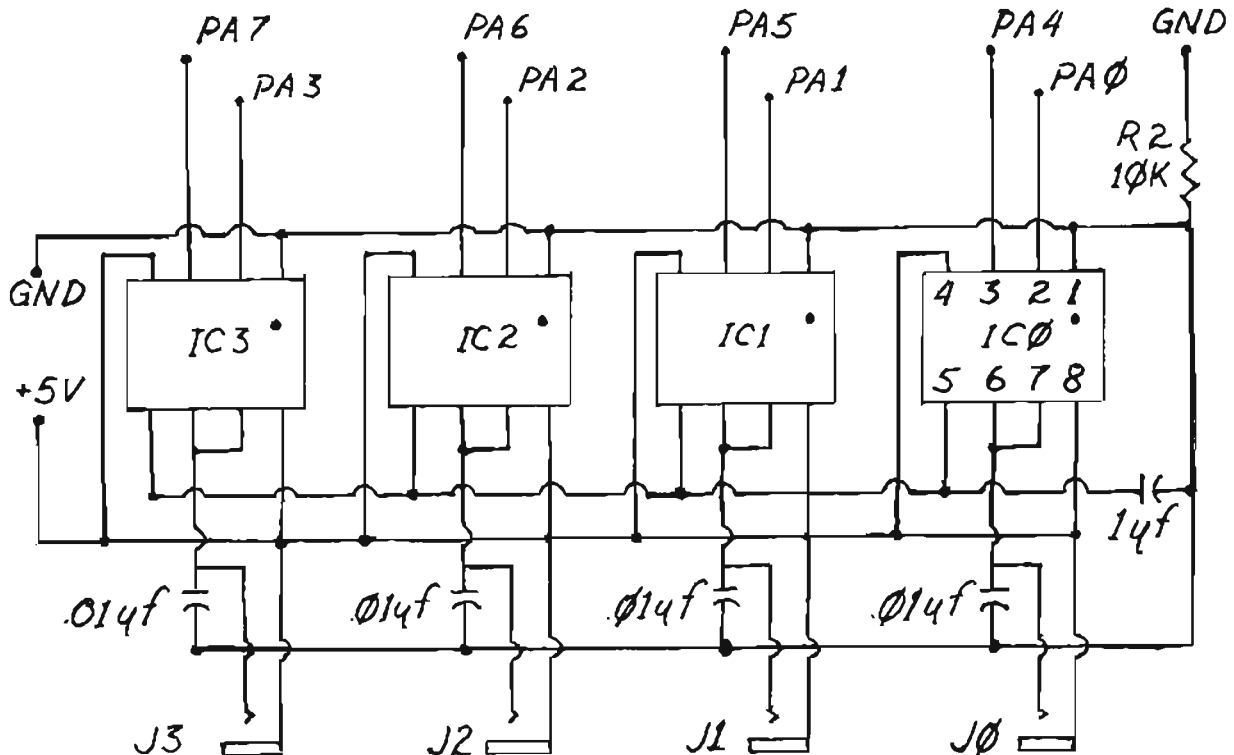 PA7
PA6
PA5
PA4
GND
PA3
PA2
PA1
PAØ
R2
1ØK
GND
4 3 2 1
IC3
IC2
IC1
ICØ
+5V
5 6 7 8
1µf
.01µf
.Ø1µf
.Ø1µf
.Ø1µf
J3
J2
J1
JØ